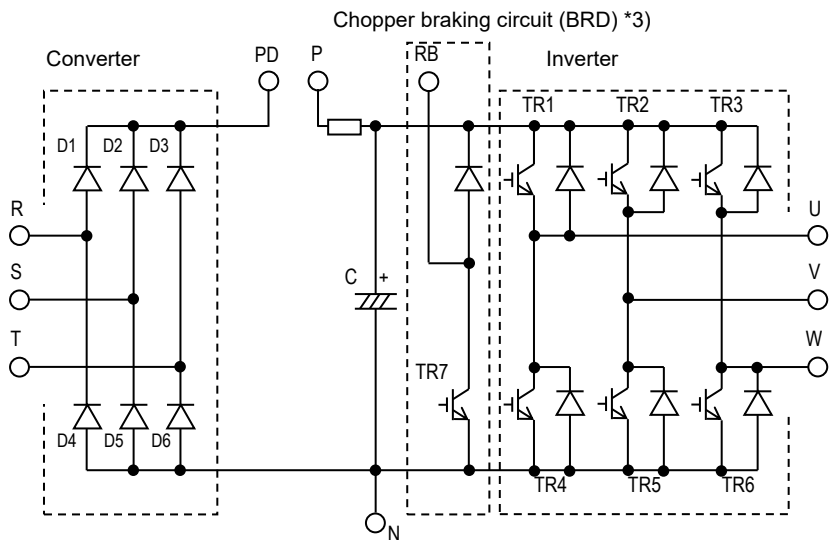 Chopper braking circuit (BRD) *3)
Converter
PD
P
RB
Inverter
TR1
TR2
TR3
D1
D2
D3
R
U
S
C
+
V
T
W
TR7
D4
D5
D6
TR4
TR5
TR6
N